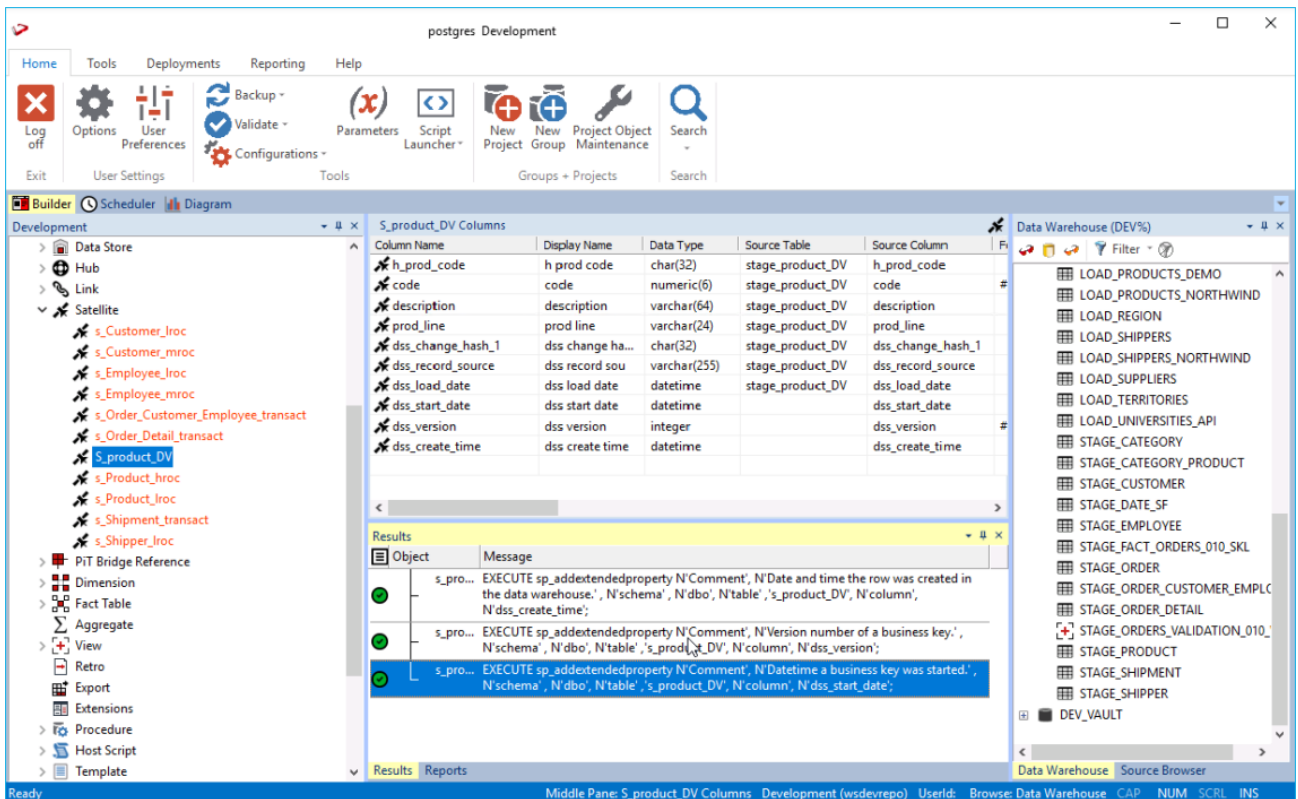 postgres Development
Home Tools Deployments Reporting Help
Log off
Options
User Preferences
Backup
Validate
Configurations
Parameters
Script Launcher
New Project
New Group
Project Object Maintenance
Search
Exit User Settings Tools Groups + Projects Search
Builder Scheduler Diagram
Development
Data Store
Hub
Link
Satellite
s_Customer_lroc
s_Customer_mroc
s_Employee_lroc
s_Employee_mroc
s_Order_Customer_Employee_transact
s_Order_Detail_transact
S_product_DV
s_Product_hroc
s_Product_lroc
s_Shipment_transact
s_Shipper_lroc
PiT Bridge Reference
Dimension
Fact Table
Aggregate
View
Retro
Export
Extensions
Procedure
Host Script
Template
S_product_DV Columns
Column Name Display Name Data Type Source Table Source Column
h_prod_code h prod code char(32) stage_product_DV h_prod_code
code code numeric(6) stage_product_DV code #
description description varchar(64) stage_product_DV description
prod_line prod line varchar(24) stage_product_DV prod_line
dss_change_hash_1 dss change ha... char(32) stage_product_DV dss_change_hash_1
dss_record_source dss record sou varchar(255) stage_product_DV dss_record_source
dss_load_date dss load date datetime stage_product_DV dss_load_date
dss_start_date dss start date datetime dss_start_date
dss_version dss version integer dss_version #
dss_create_time dss create time datetime dss_create_time
Results
Object Message
s_pro... EXECUTE sp_addextendedproperty N'Comment', N'Date and time the row was created in
the data warehouse.' , N'schema' , N'dbo', N'table' ,'s_product_DV', N'column',
N'dss_create_time';
s_pro... EXECUTE sp_addextendedproperty N'Comment', N'Version number of a business key.' ,
N'schema' , N'dbo', N'table' ,'s_product_DV', N'column', N'dss_version';
s_pro... EXECUTE sp_addextendedproperty N'Comment', N'Datetime a business key was started.' ,
N'schema' , N'dbo', N'table' ,'s_product_DV', N'column', N'dss_start_date';
Results Reports
Data Warehouse (DEV%)
Filter
LOAD_PRODUCTS_DEMO
LOAD_PRODUCTS_NORTHWIND
LOAD_REGION
LOAD_SHIPPERS
LOAD_SHIPPERS_NORTHWIND
LOAD_SUPPLIERS
LOAD_TERRITORIES
LOAD_UNIVERSITIES_API
STAGE_CATEGORY
STAGE_CATEGORY_PRODUCT
STAGE_CUSTOMER
STAGE_DATE_SF
STAGE_EMPLOYEE
STAGE_FACT_ORDERS_010_SKL
STAGE_ORDER
STAGE_ORDER_CUSTOMER_EMPLC
STAGE_ORDER_DETAIL
STAGE_ORDERS_VALIDATION_010_
STAGE_PRODUCT
STAGE_SHIPMENT
STAGE_SHIPPER
DEV_VAULT
Data Warehouse Source Browser
Ready Middle Pane: S_product_DV Columns Development (wsdevrepo) UserId: Browse: Data Warehouse CAP NUM SCRL INS